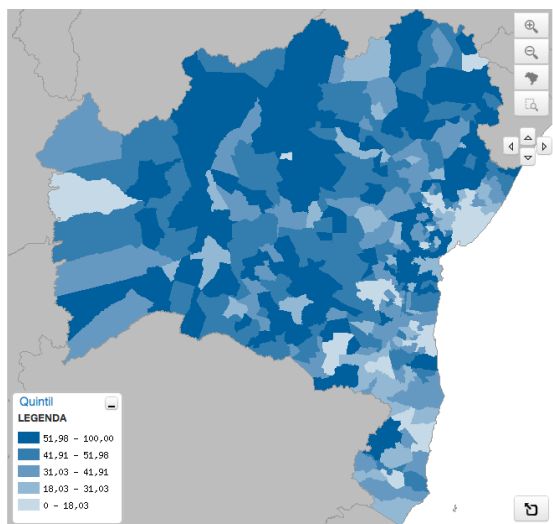 Quintil
LEGENDA
51,98 - 100,00
41,91 - 51,98
31,03 - 41,91
18,03 - 31,03
0 - 18,03